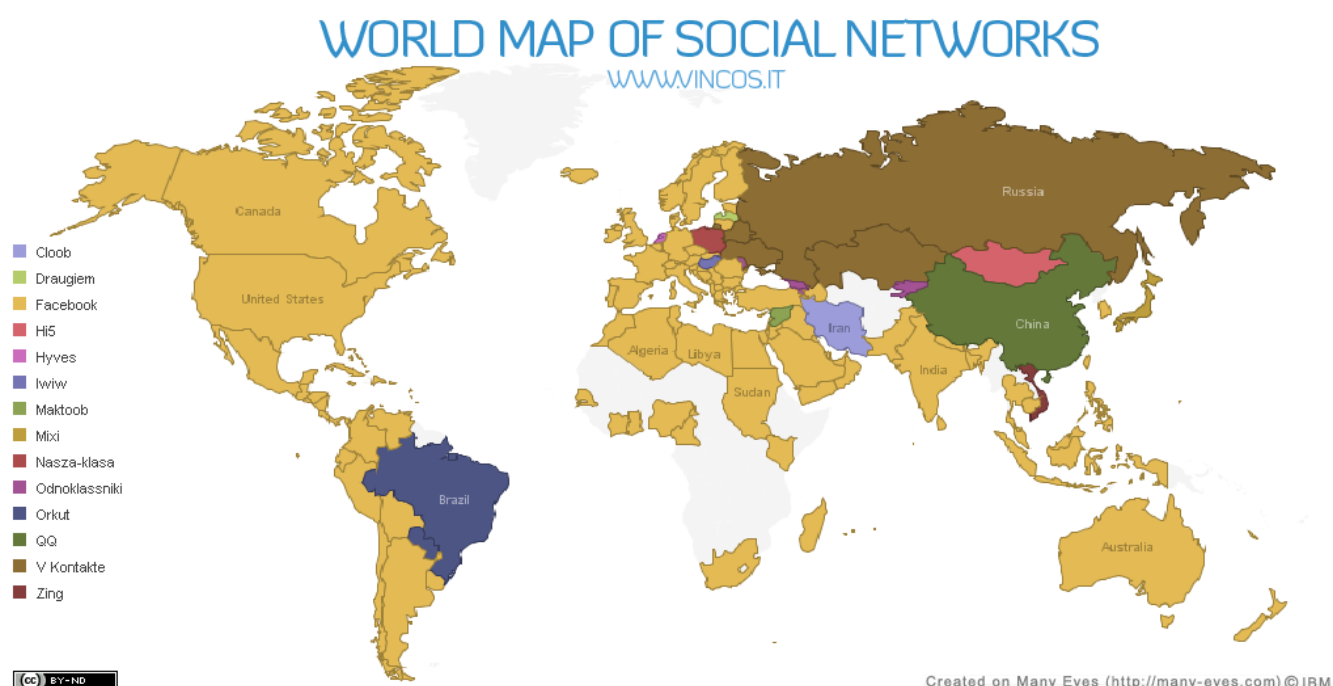 WORLD MAP OF SOCIAL NETWORKS
WWW.VINCOS.IT
Russia
Canada
Cloob
Draugiem
Facebook
Hi5
Hyves
Iwiw
Maktoob
Mixi
Nasza-klasa
Odnoklassniki
Orkut
QQ
V Kontakte
Zing
United States
China
Iran
Algeria
Libya
India
Sudan
Brazil
Australia
(cc) BY-ND
Created on Many Eyes (http://many-eyes.com) © IBM